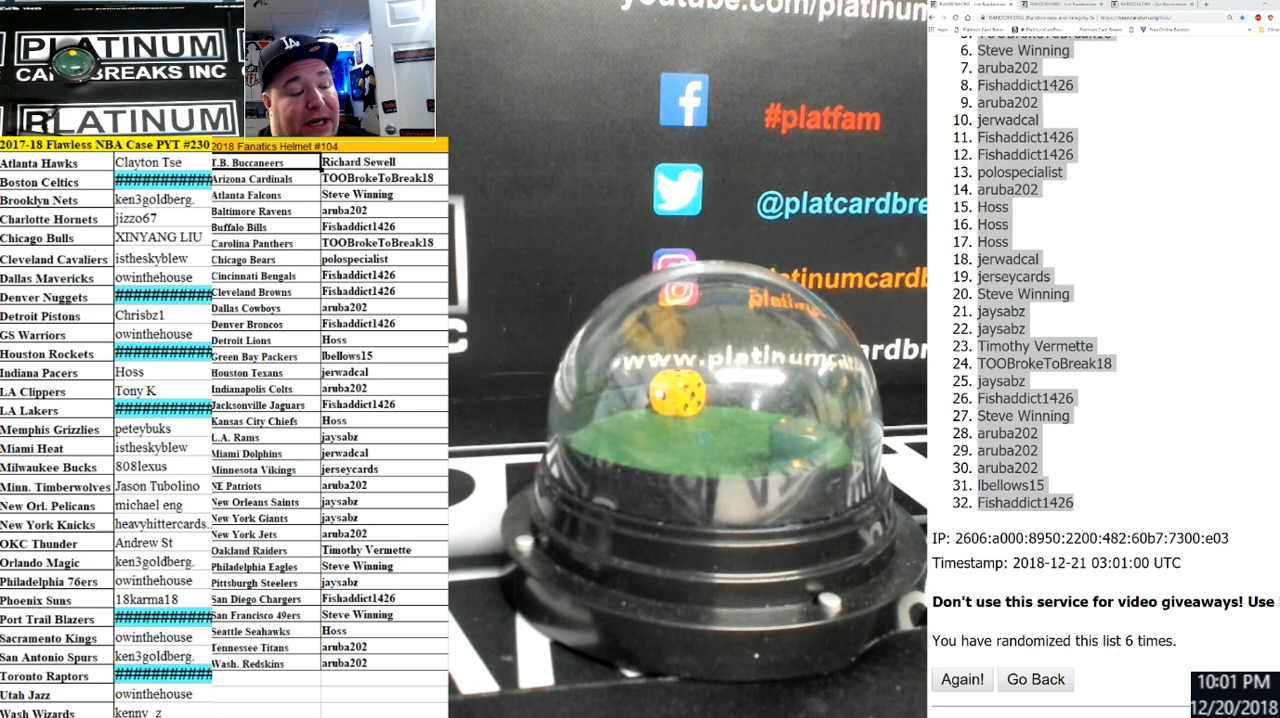 PLATINUM
CARD BREAKS INC
PLATINUM
2017-18 Flawless NBA Case PYT #230
Atlanta Hawks Clayton Tse
Boston Celtics ###########
Brooklyn Nets ken3goldberg.
Charlotte Hornets jizzo67
Chicago Bulls XINYANG LIU
Cleveland Cavaliers istheskyblew
Dallas Mavericks owinthehouse
Denver Nuggets ###########
Detroit Pistons Chrisbz1
GS Warriors owinthehouse
Houston Rockets ###########
Indiana Pacers Hoss
LA Clippers Tony K
LA Lakers ###########
Memphis Grizzlies peteybuks
Miami Heat istheskyblew
Milwaukee Bucks 808lexus
Minn. Timberwolves Jason Tubolino
New Orl. Pelicans michael eng
New York Knicks heavyhittercards.
OKC Thunder Andrew St
Orlando Magic ken3goldberg.
Philadelphia 76ers owinthehouse
Phoenix Suns 18karma18
Port Trail Blazers ###########
Sacramento Kings owinthehouse
San Antonio Spurs ken3goldberg.
Toronto Raptors ###########
Utah Jazz owinthehouse
Wash Wizards kenny_z
2018 Fanatics Helmet #104
T.B. Buccaneers Richard Sewell
Arizona Cardinals TOOBrokeToBreak18
Atlanta Falcons Steve Winning
Baltimore Ravens aruba202
Buffalo Bills Fishaddict1426
Carolina Panthers TOOBrokeToBreak18
Chicago Bears polospecialist
Cincinnati Bengals Fishaddict1426
Cleveland Browns Fishaddict1426
Dallas Cowboys aruba202
Denver Broncos Fishaddict1426
Detroit Lions Hoss
Green Bay Packers lbellows15
Houston Texans jerwadcal
Indianapolis Colts aruba202
Jacksonville Jaguars Fishaddict1426
Kansas City Chiefs Hoss
L.A. Rams jaysabz
Miami Dolphins jerwadcal
Minnesota Vikings jerseycards
NE Patriots aruba202
New Orleans Saints jaysabz
New York Giants jaysabz
New York Jets aruba202
Oakland Raiders Timothy Vermette
Philadelphia Eagles Steve Winning
Pittsburgh Steelers jaysabz
San Diego Chargers Fishaddict1426
San Francisco 49ers Steve Winning
Seattle Seahawks Hoss
Tennessee Titans aruba202
Wash. Redskins aruba202
youtube.com/platinum
#platfam
@platcardbre
platinumcardb
www.platinumcardbr
5. TOOBrokeToBreak18
6. Steve Winning
7. aruba202
8. Fishaddict1426
9. aruba202
10. jerwadcal
11. Fishaddict1426
12. Fishaddict1426
13. polospecialist
14. aruba202
15. Hoss
16. Hoss
17. Hoss
18. jerwadcal
19. jerseycards
20. Steve Winning
21. jaysabz
22. jaysabz
23. Timothy Vermette
24. TOOBrokeToBreak18
25. jaysabz
26. Fishaddict1426
27. Steve Winning
28. aruba202
29. aruba202
30. aruba202
31. lbellows15
32. Fishaddict1426
IP: 2606:a000:8950:2200:482:60b7:7300:e03
Timestamp: 2018-12-21 03:01:00 UTC
Don't use this service for video giveaways! Use
You have randomized this list 6 times.
Again! Go Back
10:01 PM
12/20/2018